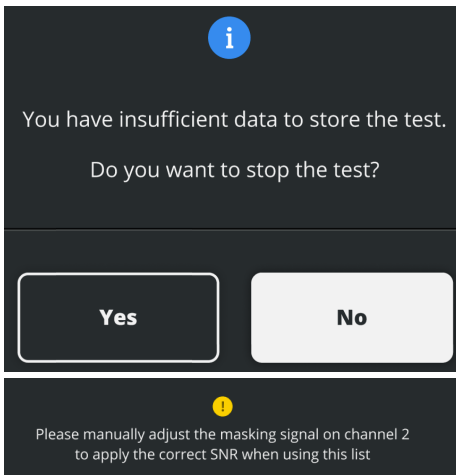 i
You have insufficient data to store the test.
Do you want to stop the test?
Yes
No
!
Please manually adjust the masking signal on channel 2
to apply the correct SNR when using this list